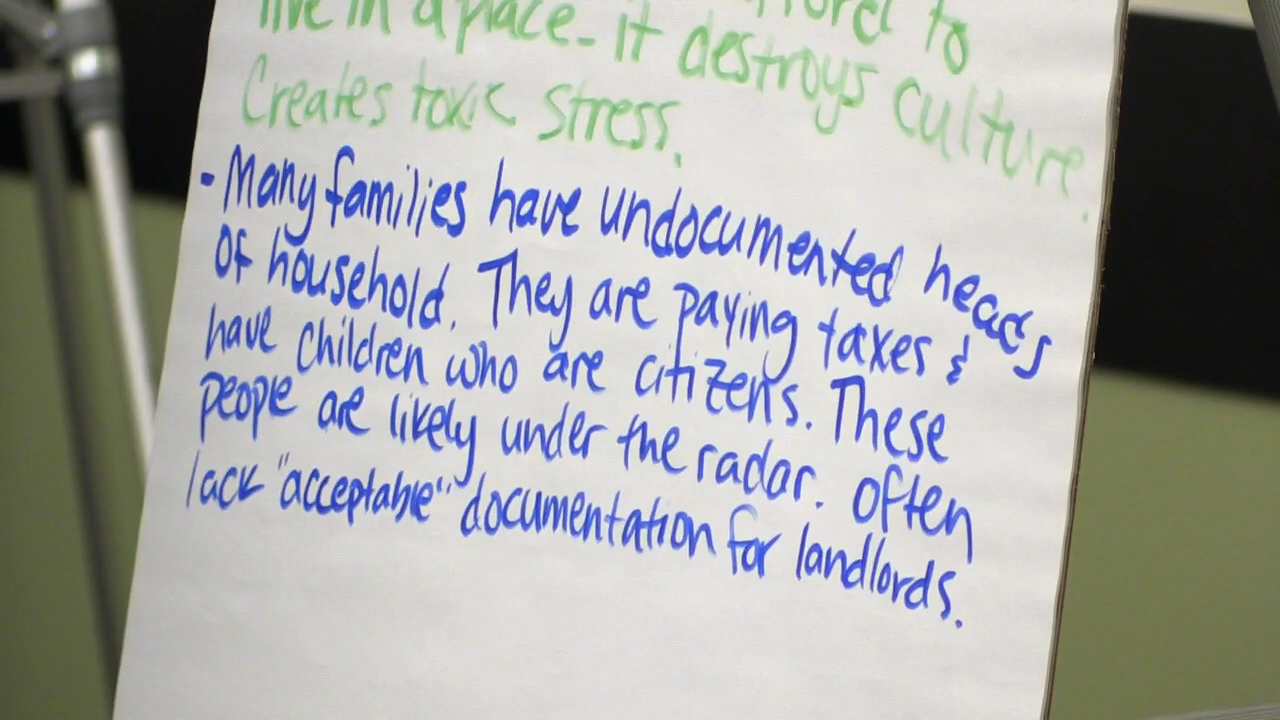 to
live in a place - it destroys culture.
Creates toxic stress.
- Many families have undocumented heads
of household. They are paying taxes &
have children who are citizens. These
people are likely under the radar. Often
lack "acceptable" documentation for landlords.